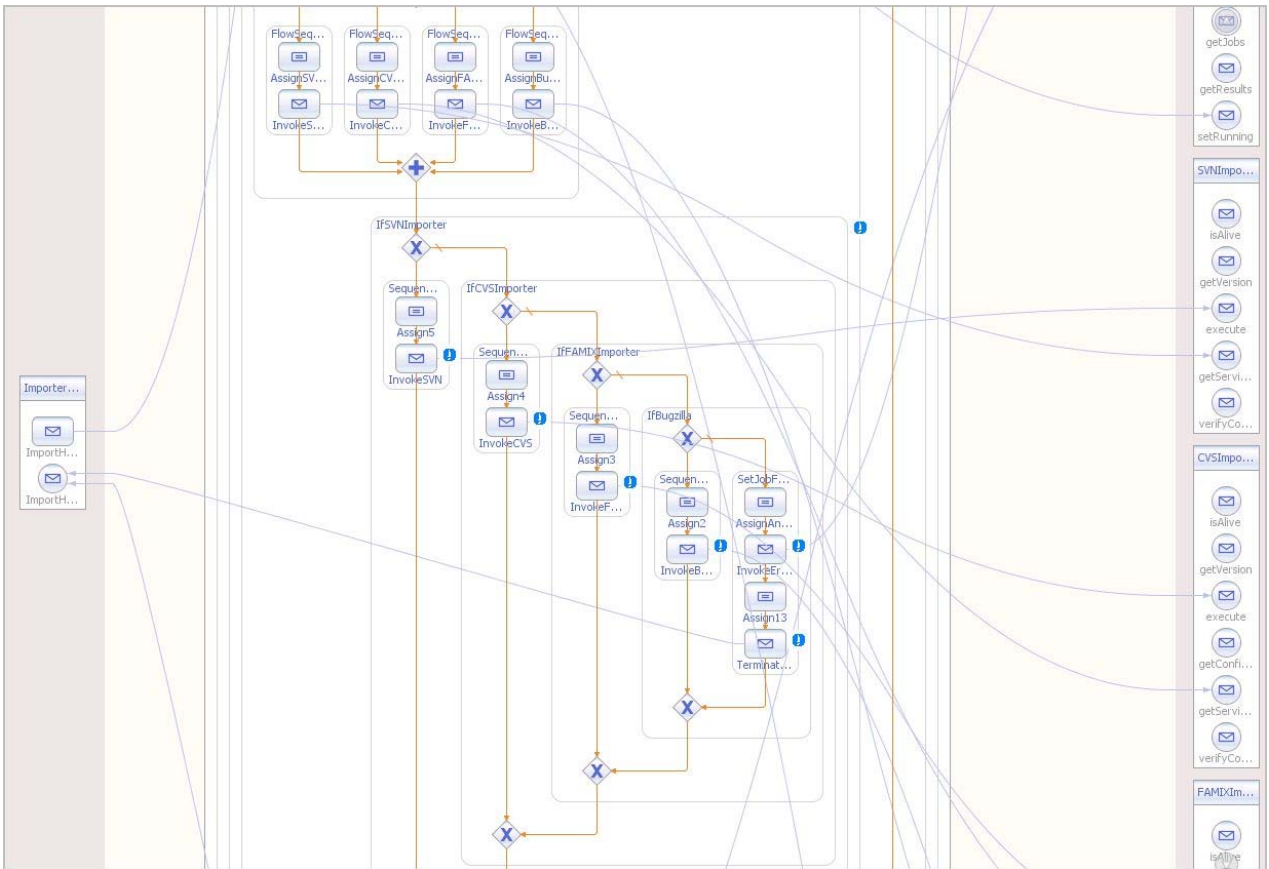 FlowSeq... FlowSeq... FlowSeq... FlowSeq...
AssignSV... AssignCV... AssignFA... AssignBu...
InvokeS... InvokeC... InvokeF... InvokeB...
IfSVNImporter
Sequen...
Assign5
InvokeSVN
IfCVSImporter
Sequen...
Assign4
InvokeCVS
IfFAMIXImporter
Sequen...
Assign3
InvokeF...
IfBugzilla
Sequen...
Assign2
InvokeB...
SetJobF...
AssignAn...
InvokeEr...
Assign13
Terminat...
Importer...
ImportH...
ImportH...
getJobs
getResults
setRunning
SVNImpo...
isAlive
getVersion
execute
getServi...
verifyCo...
CVSImpo...
isAlive
getVersion
execute
getConfi...
getServi...
verifyCo...
FAMIXIm...
isAlive